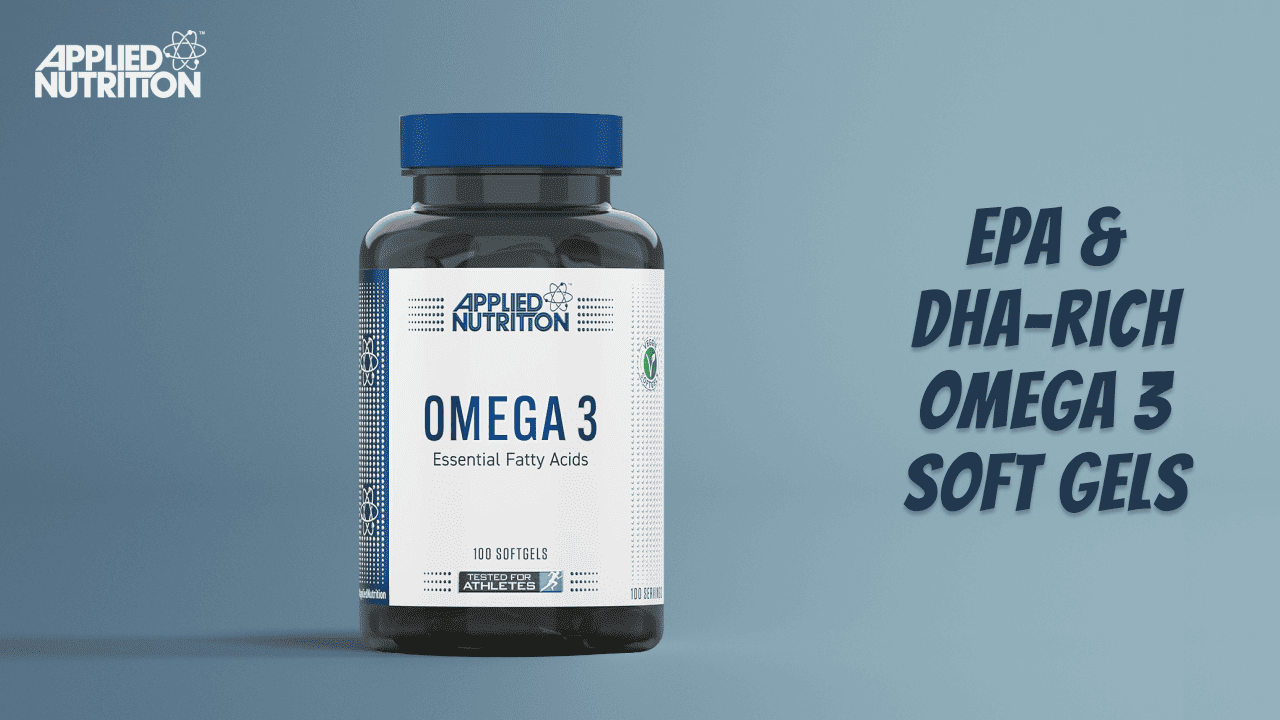 APPLIED
NUTRITION™
EPA &
DHA-RICH
OMEGA 3
SOFT GELS
APPLIED
NUTRITION
OMEGA 3
Essential Fatty Acids
100 SOFTGELS
TESTED FOR
ATHLETES
100 SERVINGS